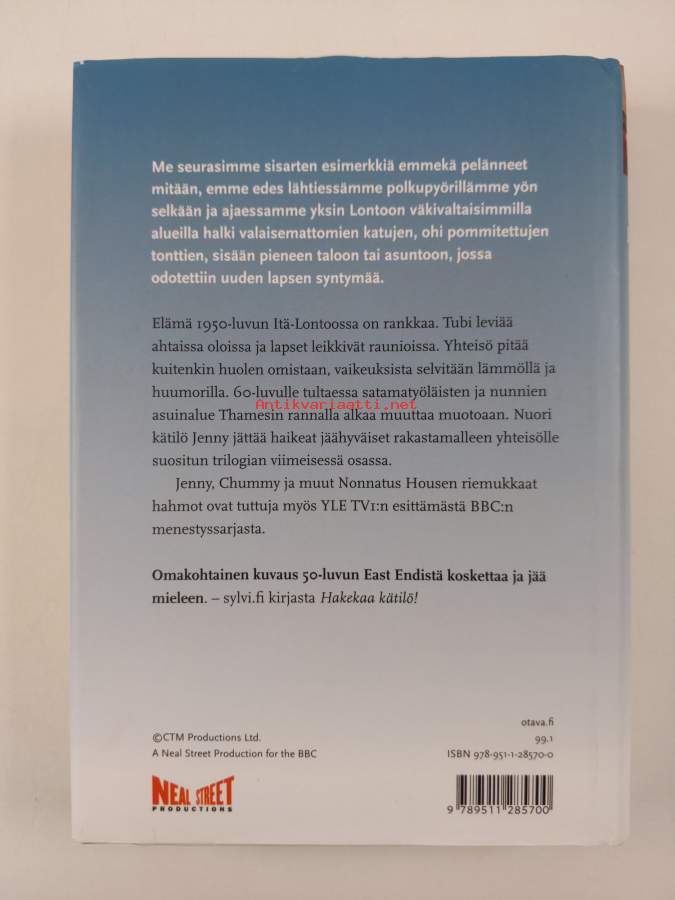 Me seurasimme sisarten esimerkkiä emmekä pelänneet
mitään, emme edes lähtiessämme polkupyörillämme yön
selkään ja ajaessamme yksin Lontoon väkivaltaisimmilla
alueilla halki valaisemattomien katujen, ohi pommitettujen
tonttien, sisään pieneen taloon tai asuntoon, jossa
odotettiin uuden lapsen syntymää.
Elämä 1950-luvun Itä-Lontoossa on rankkaa. Tubi leviää
ahtaissa oloissa ja lapset leikkivät raunioissa. Yhteisö pitää
kuitenkin huolen omistaan, vaikeuksista selvitään lämmöllä ja
huumorilla. 60-luvulle tultaessa satamatyöläisten ja nunnien
Antikvariaatti.net
asuinalue Thamesin rannalla alkaa muuttaa muotoaan. Nuori
kätilö Jenny jättää haikeat jäähyväiset rakastamalleen yhteisölle
suositun trilogian viimeisessä osassa.
Jenny, Chummy ja muut Nonnatus Housen riemukkaat
hahmot ovat tuttuja myös YLE TV1:n esittämästä BBC:n
menestyssarjasta.
Omakohtainen kuvaus 50-luvun East Endistä koskettaa ja jää
mieleen. – sylvi.fi kirjasta Hakekaa kätilö!
otava.fi
©CTM Productions Ltd.
99.1
A Neal Street Production for the BBC
ISBN 978-951-1-28570-0
NEAL STREET
PRODUCTIONS
9 789511 285700